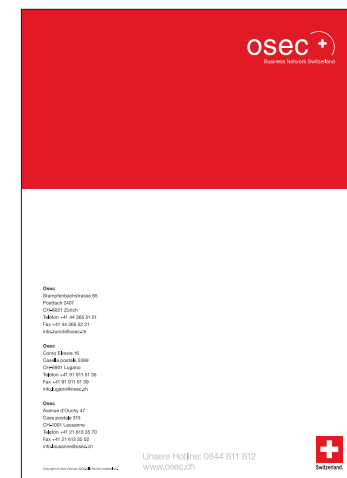 osec
Business Network Switzerland
Osec
Stampfenbachstrasse 85
Postfach 2407
CH-8021 Zürich
Telefon +41 44 365 51 51
Fax +41 44 365 52 21
info.zurich@osec.ch
Osec
Corso Elvezia 16
Casella postale 5399
CH-6901 Lugano
Telefon +41 91 911 51 35
Fax +41 91 911 51 39
info.lugano@osec.ch
Osec
Avenue d'Ouchy 47
Case postale 315
CH-1001 Lausanne
Telefon +41 21 613 35 70
Fax +41 21 613 35 02
info.lausanne@osec.ch
Copyright © Osec
Unsere Hotline: 0844 811 812
www.osec.ch
Switzerland.